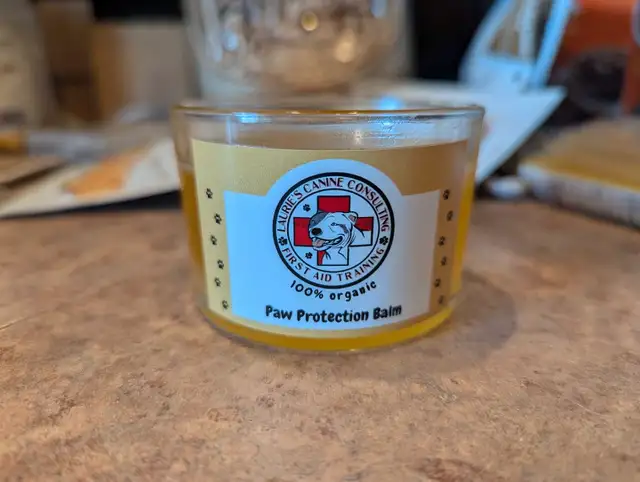 LAURIE'S CANINE CONSULTING
FIRST AID TRAINING
100% organic
Paw Protection Balm